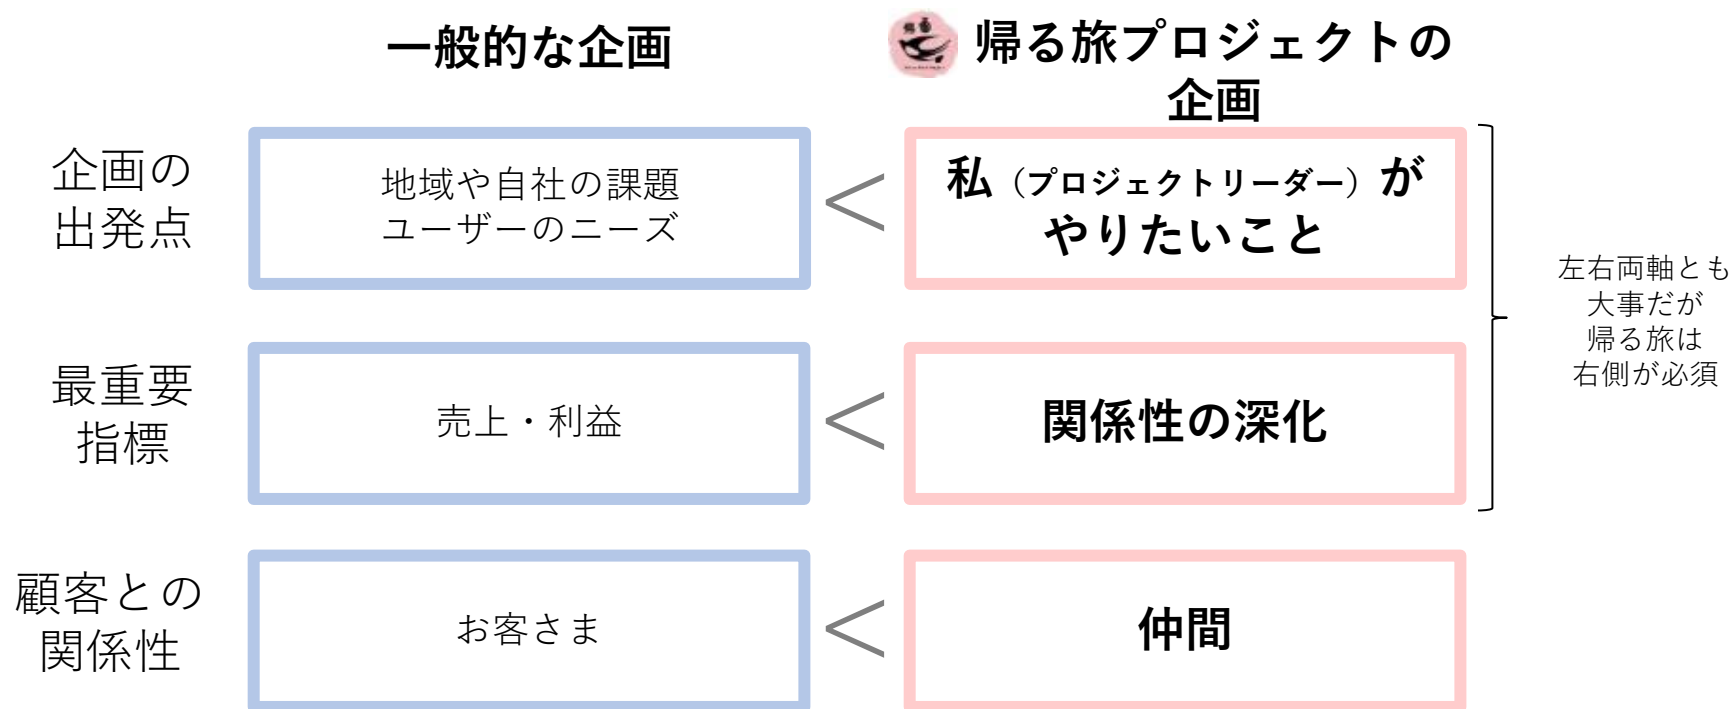 一般的な企画
帰る旅プロジェクトの
企画
企画の
出発点
地域や自社の課題
ユーザーのニーズ
＜
私（プロジェクトリーダー）が
やりたいこと
左右両軸とも
大事だが
帰る旅は
右側が必須
最重要
指標
売上・利益
＜
関係性の深化
顧客との
関係性
お客さま
＜
仲間